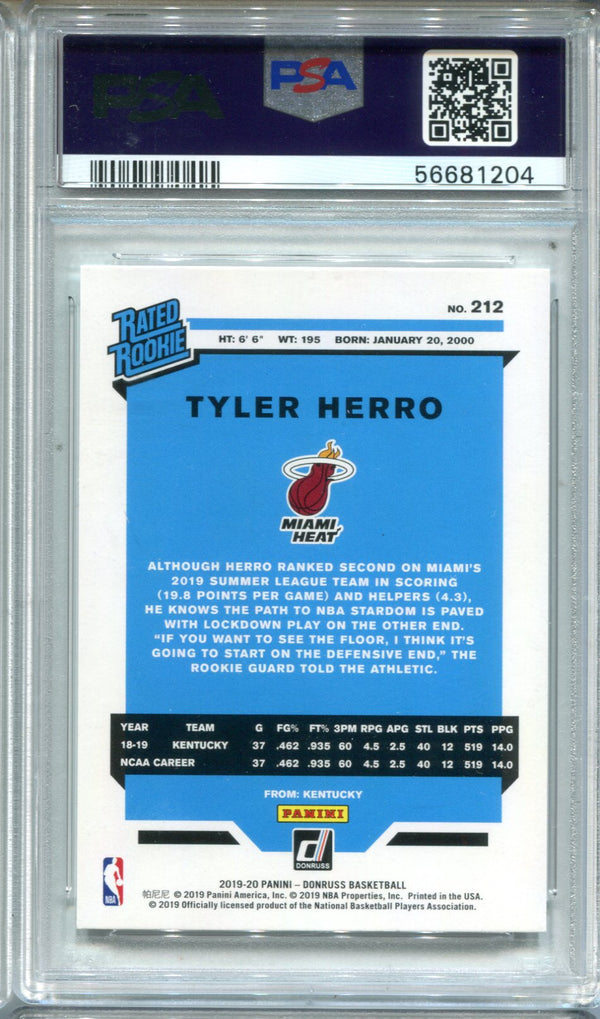 PSA
PSA
56681204
RATED
ROOKIE
NO. 212
HT: 6' 6" WT: 195 BORN: JANUARY 20, 2000
TYLER HERRO
MIAMI
HEAT
ALTHOUGH HERRO RANKED SECOND ON MIAMI'S
2019 SUMMER LEAGUE TEAM IN SCORING
(19.8 POINTS PER GAME) AND HELPERS (4.3),
HE KNOWS THE PATH TO NBA STARDOM IS PAVED
WITH LOCKDOWN PLAY ON THE OTHER END.
"IF YOU WANT TO SEE THE FLOOR, I THINK IT'S
GOING TO START ON THE DEFENSIVE END," THE
ROOKIE GUARD TOLD THE ATHLETIC.
YEAR TEAM G FG% FT% 3PM RPG APG STL BLK PTS PPG
18-19 KENTUCKY 37 .462 .935 60 4.5 2.5 40 12 519 14.0
NCAA CAREER 37 .462 .935 60 4.5 2.5 40 12 519 14.0
FROM: KENTUCKY
PANINI
DONRUSS
NBA
2019-20 PANINI – DONRUSS BASKETBALL
帕尼尼 © 2019 Panini America, Inc. © 2019 NBA Properties, Inc. Printed in the USA.
© 2019 Officially licensed product of the National Basketball Players Association.